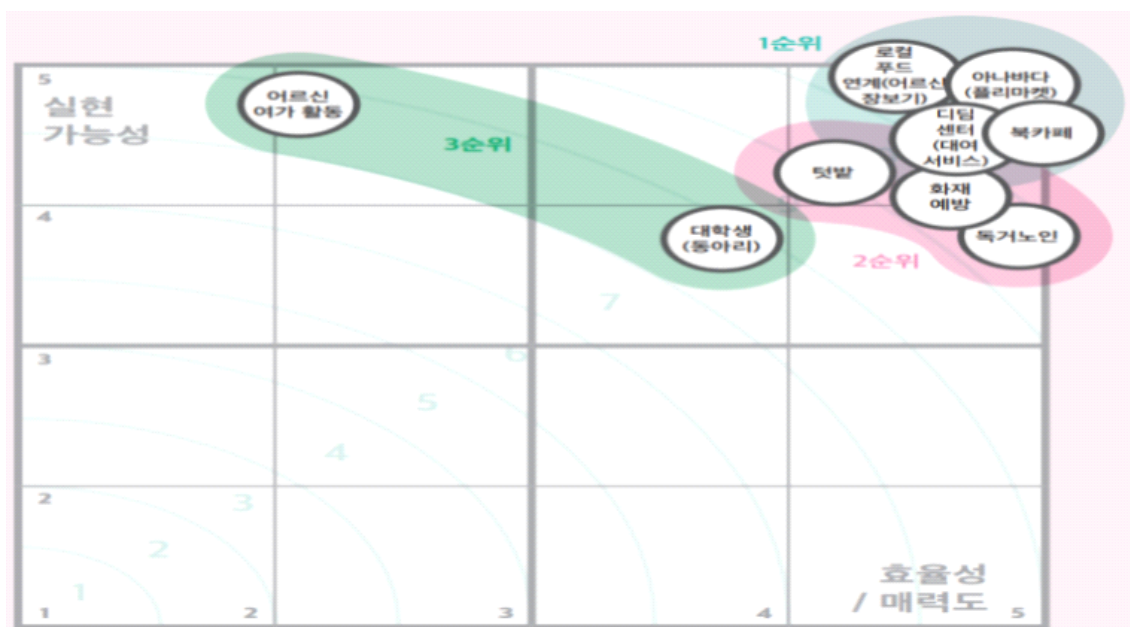 1순위
로컬
푸드
연계(어르신
장보기)
아나바다
(플리마켓)
5
실현
가능성
어르신
여가 활동
3순위
디딤
센터
(대여
서비스)
북카페
텃밭
화재
예방
4
대학생
(동아리)
독거노인
2순위
7
3
6
5
4
2
3
2
1
효율성
/ 매력도
1
2
3
4
5